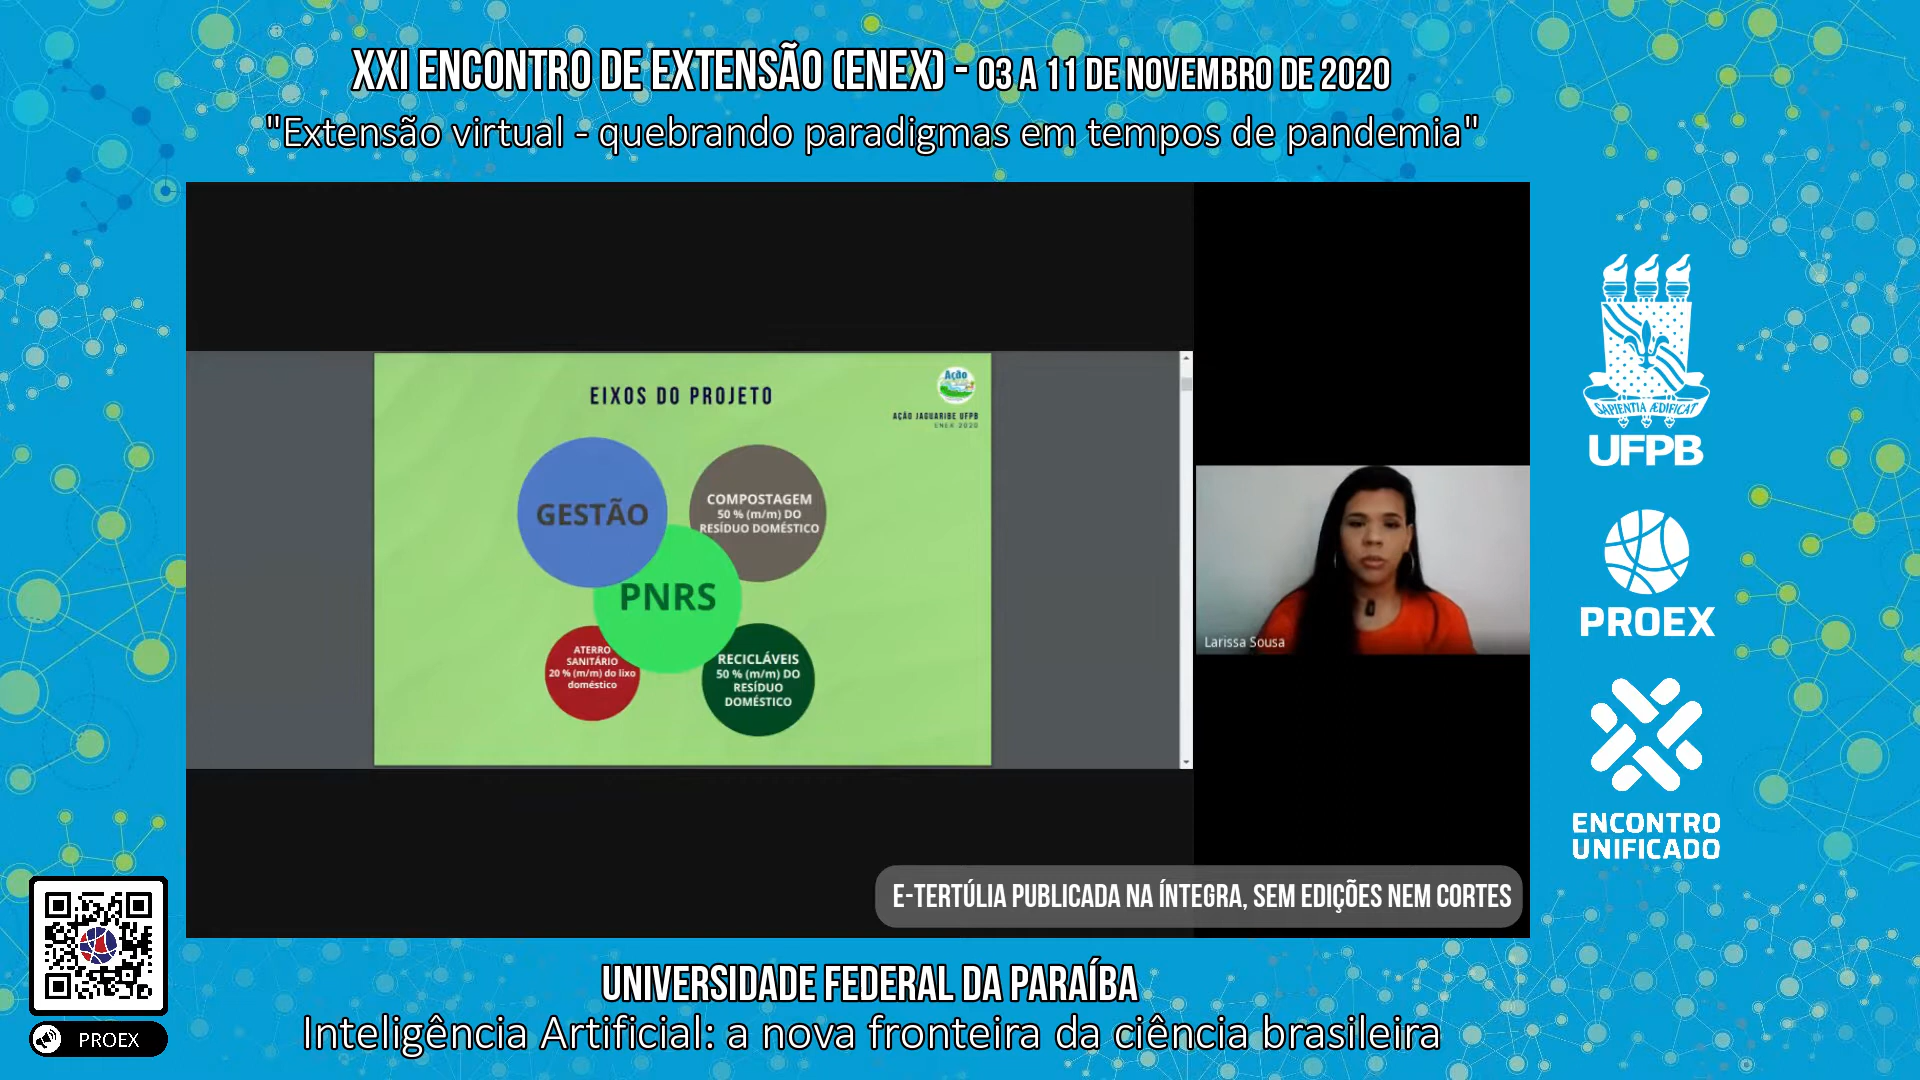 XXI ENCONTRO DE EXTENSÃO (ENEX) - 03 A 11 DE NOVEMBRO DE 2020
"Extensão virtual - quebrando paradigmas em tempos de pandemia"
EIXOS DO PROJETO
Ação
AÇÃO JAGUARIBE UFPB
ENEX 2020
GESTÃO
COMPOSTAGEM
50 % (m/m) DO
RESÍDUO DOMÉSTICO
PNRS
ATERRO
SANITÁRIO
20 % (m/m) do lixo
doméstico
RECICLÁVEIS
50 % (m/m) DO
RESÍDUO
DOMÉSTICO
Larissa Sousa
SAPIENTIA ÆDIFICAT
UFPB
PROEX
ENCONTRO
UNIFICADO
E-TERTÚLIA PUBLICADA NA ÍNTEGRA, SEM EDIÇÕES NEM CORTES
PROEX
UNIVERSIDADE FEDERAL DA PARAÍBA
Inteligência Artificial: a nova fronteira da ciência brasileira